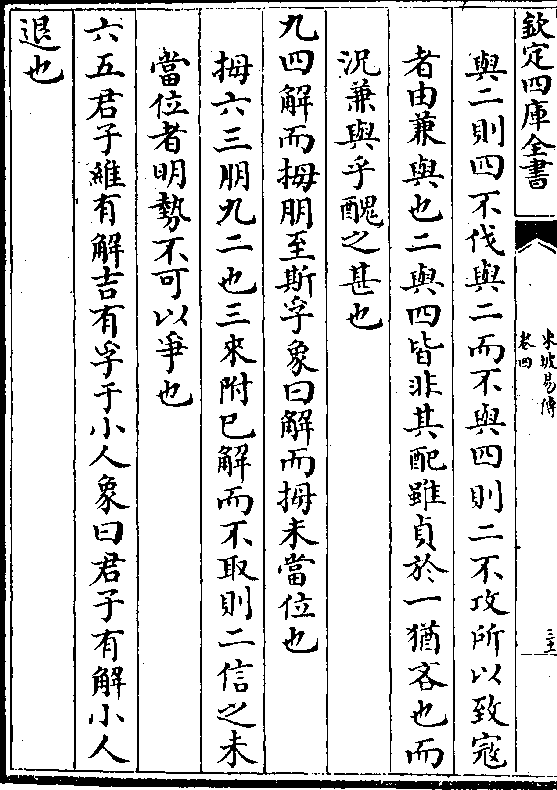 欽定四庫全書
東坡易傳
卷四
與二則四不伐與二而不與四則二不攻所以致寇
者由兼與也二與四皆非其配雖貞於一猶吝也而
況兼與乎醜之甚也
九四解而拇朋至斯孚象曰解而拇未當位也
拇六三朋九二也三來附已解而不取則二信之未
當位者明勢不可以爭也
六五君子維有解吉有孚于小人象曰君子有解小人
退也